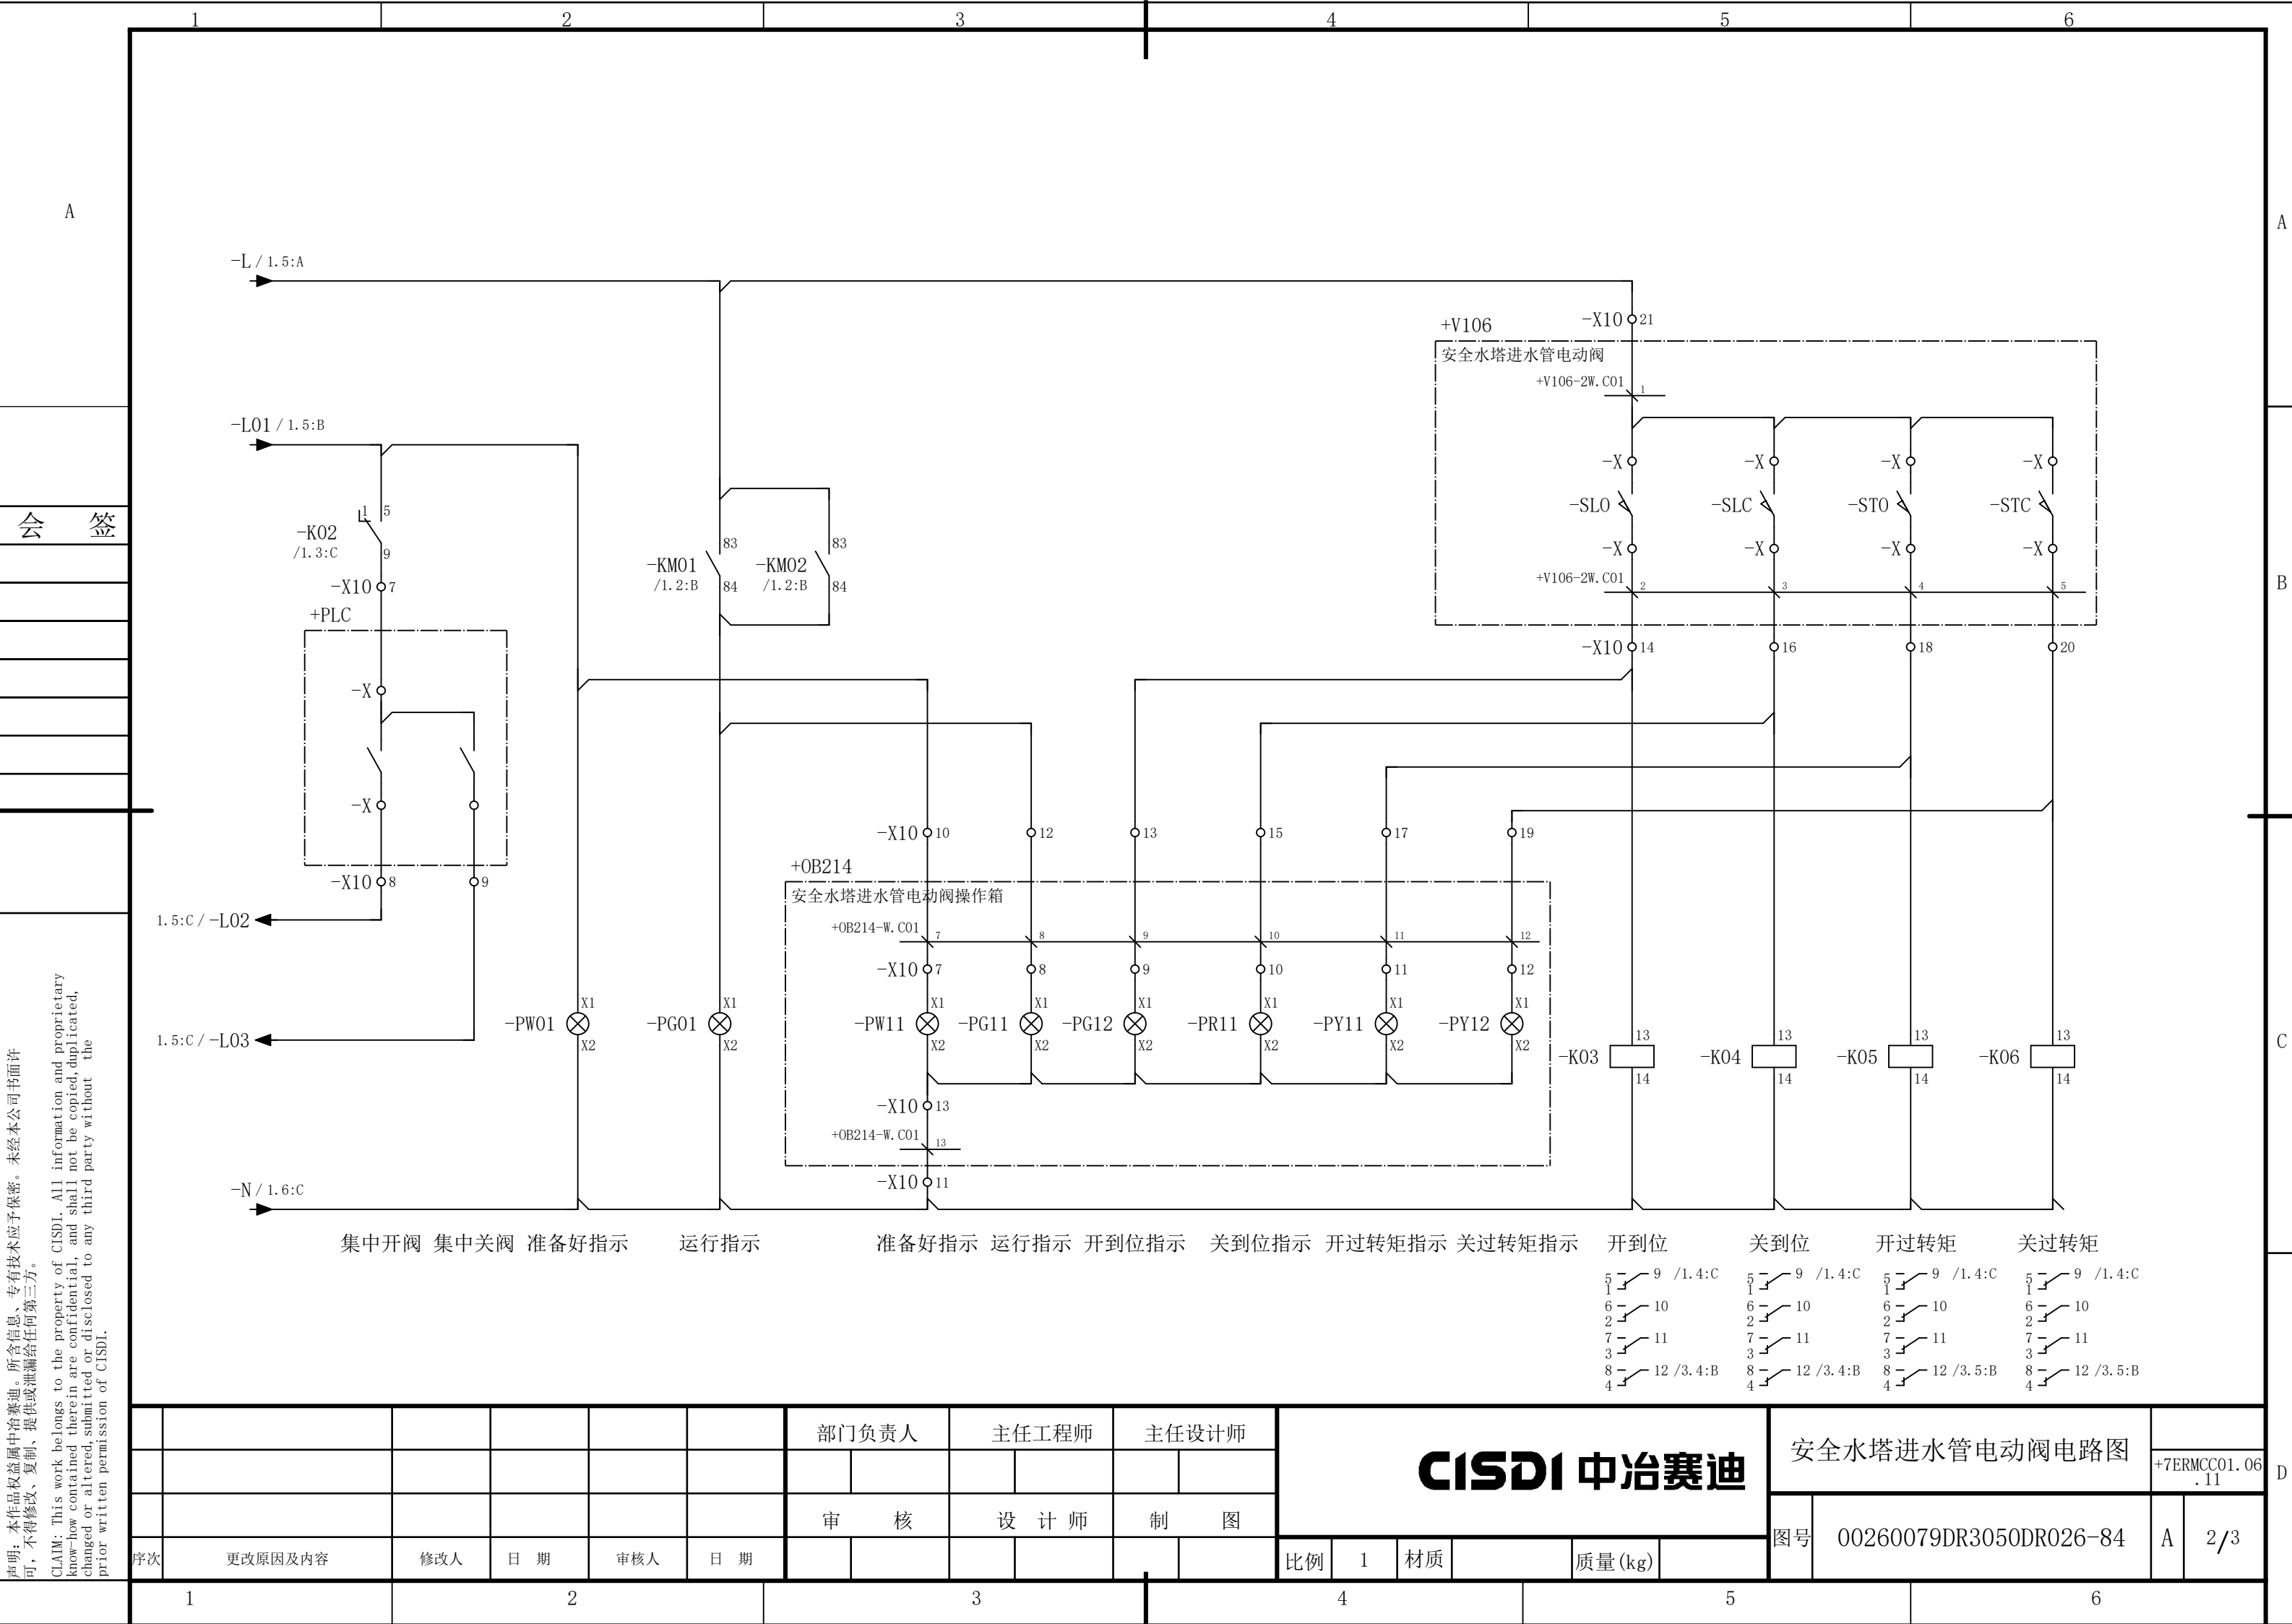 1 2 3 4 5 6
A A
-L / 1.5:A
-X10 21
+V106
安全水塔进水管电动阀
+V106-2W.C01 1
-L01 / 1.5:B
-X -X -X -X
-SLO -SLC -STO -STC
-X -X -X -X
+V106-2W.C01 2 3 4 5
会 签
1 5
-K02
/1.3:C
9
-X10 7
+PLC
83 83
-KM01 -KM02
/1.2:B /1.2:B
84 84
B B
-X10 14 16 18 20
-X
-X
-X10 10 12 13 15 17 19
+OB214
安全水塔进水管电动阀操作箱
-X10 8 9
1.5:C / -L02
+OB214-W.C01 7 8 9 10 11 12
-X10 7 8 9 10 11 12
X1 X1 X1 X1 X1 X1 X1 X1
-PW01 -PG01 -PW11 -PG11 -PG12 -PR11 -PY11 -PY12
X2 X2 X2 X2 X2 X2 X2 X2
1.5:C / -L03
13 13 13 13
-K03 -K04 -K05 -K06
14 14 14 14
C
C
-X10 13
+OB214-W.C01 13
-X10 11
-N / 1.6:C
集中开阀 集中关阀 准备好指示 运行指示 准备好指示 运行指示 开到位指示 关到位指示 开过转矩指示 关过转矩指示 开到位 关到位 开过转矩 关过转矩
5 1 9 /1.4:C 5 1 9 /1.4:C 5 1 9 /1.4:C 5 1 9 /1.4:C
6 2 10 6 2 10 6 2 10 6 2 10
7 3 11 7 3 11 7 3 11 7 3 11
8 4 12 /3.4:B 8 4 12 /3.4:B 8 4 12 /3.5:B 8 4 12 /3.5:B
声明: 本作品权益属中冶赛迪。所含信息、专有技术应予保密。未经本公司书面许
可, 不得修改、复制、提供或泄漏给任何第三方。
CLAIM: This work belongs to the property of CISDI. All information and proprietary
know-how contained therein are confidential, and shall not be copied,duplicated,
changed or altered,submitted or disclosed to any third party without the
prior written permission of CISDI.
部门负责人 主任工程师 主任设计师
审 核 设 计 师 制 图
序次 更改原因及内容 修改人 日 期 审核人 日 期
CISDI 中冶赛迪
比例 1 材质 质量(kg)
安全水塔进水管电动阀电路图
+7ERMCC01.06
.11
图号 00260079DR3050DR026-84 A 2/3
D
1 2 3 4 5 6